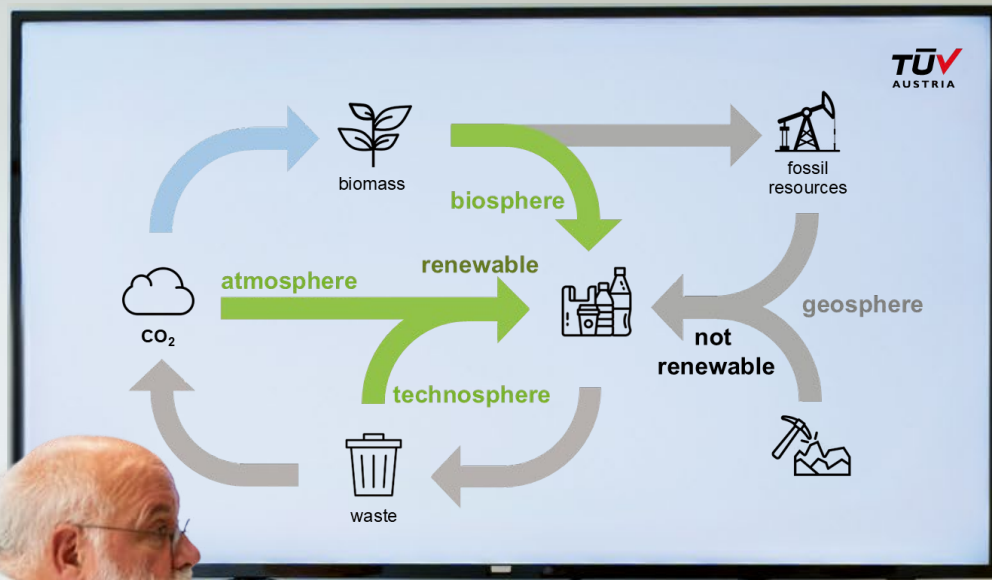 TÜV
AUSTRIA
biomass
fossil
resources
biosphere
renewable
atmosphere
geosphere
CO₂
not
renewable
technosphere
waste